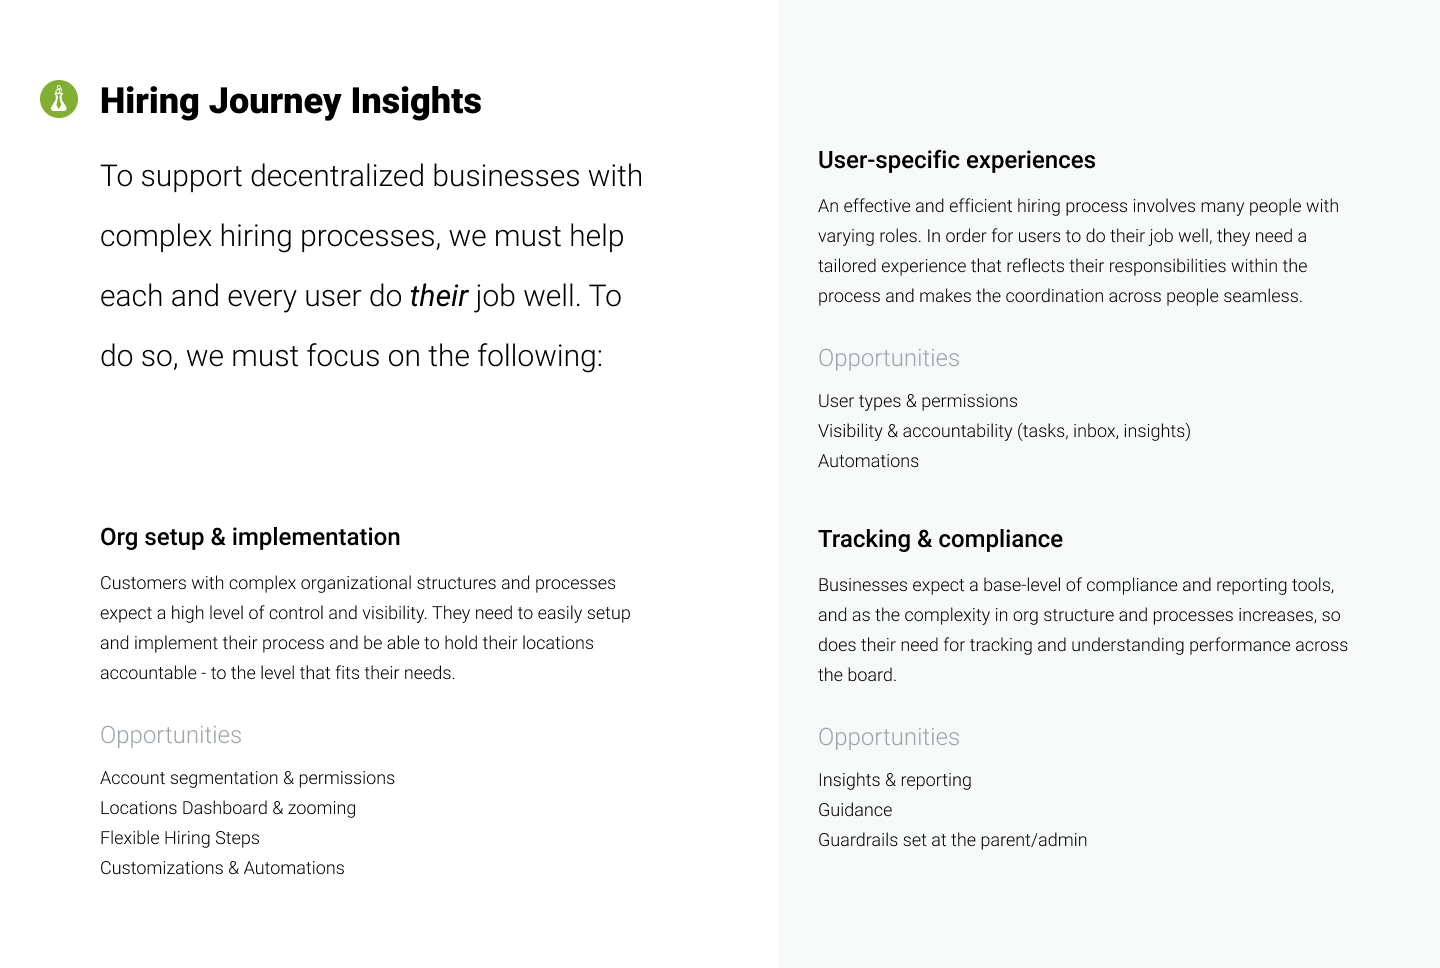 Hiring Journey Insights
To support decentralized businesses with
complex hiring processes, we must help
each and every user do their job well. To
do so, we must focus on the following:
Org setup & implementation
Customers with complex organizational structures and processes
expect a high level of control and visibility. They need to easily setup
and implement their process and be able to hold their locations
accountable - to the level that fits their needs.
Opportunities
Account segmentation & permissions
Locations Dashboard & zooming
Flexible Hiring Steps
Customizations & Automations
User-specific experiences
An effective and efficient hiring process involves many people with
varying roles. In order for users to do their job well, they need a
tailored experience that reflects their responsibilities within the
process and makes the coordination across people seamless.
Opportunities
User types & permissions
Visibility & accountability (tasks, inbox, insights)
Automations
Tracking & compliance
Businesses expect a base-level of compliance and reporting tools,
and as the complexity in org structure and processes increases, so
does their need for tracking and understanding performance across
the board.
Opportunities
Insights & reporting
Guidance
Guardrails set at the parent/admin